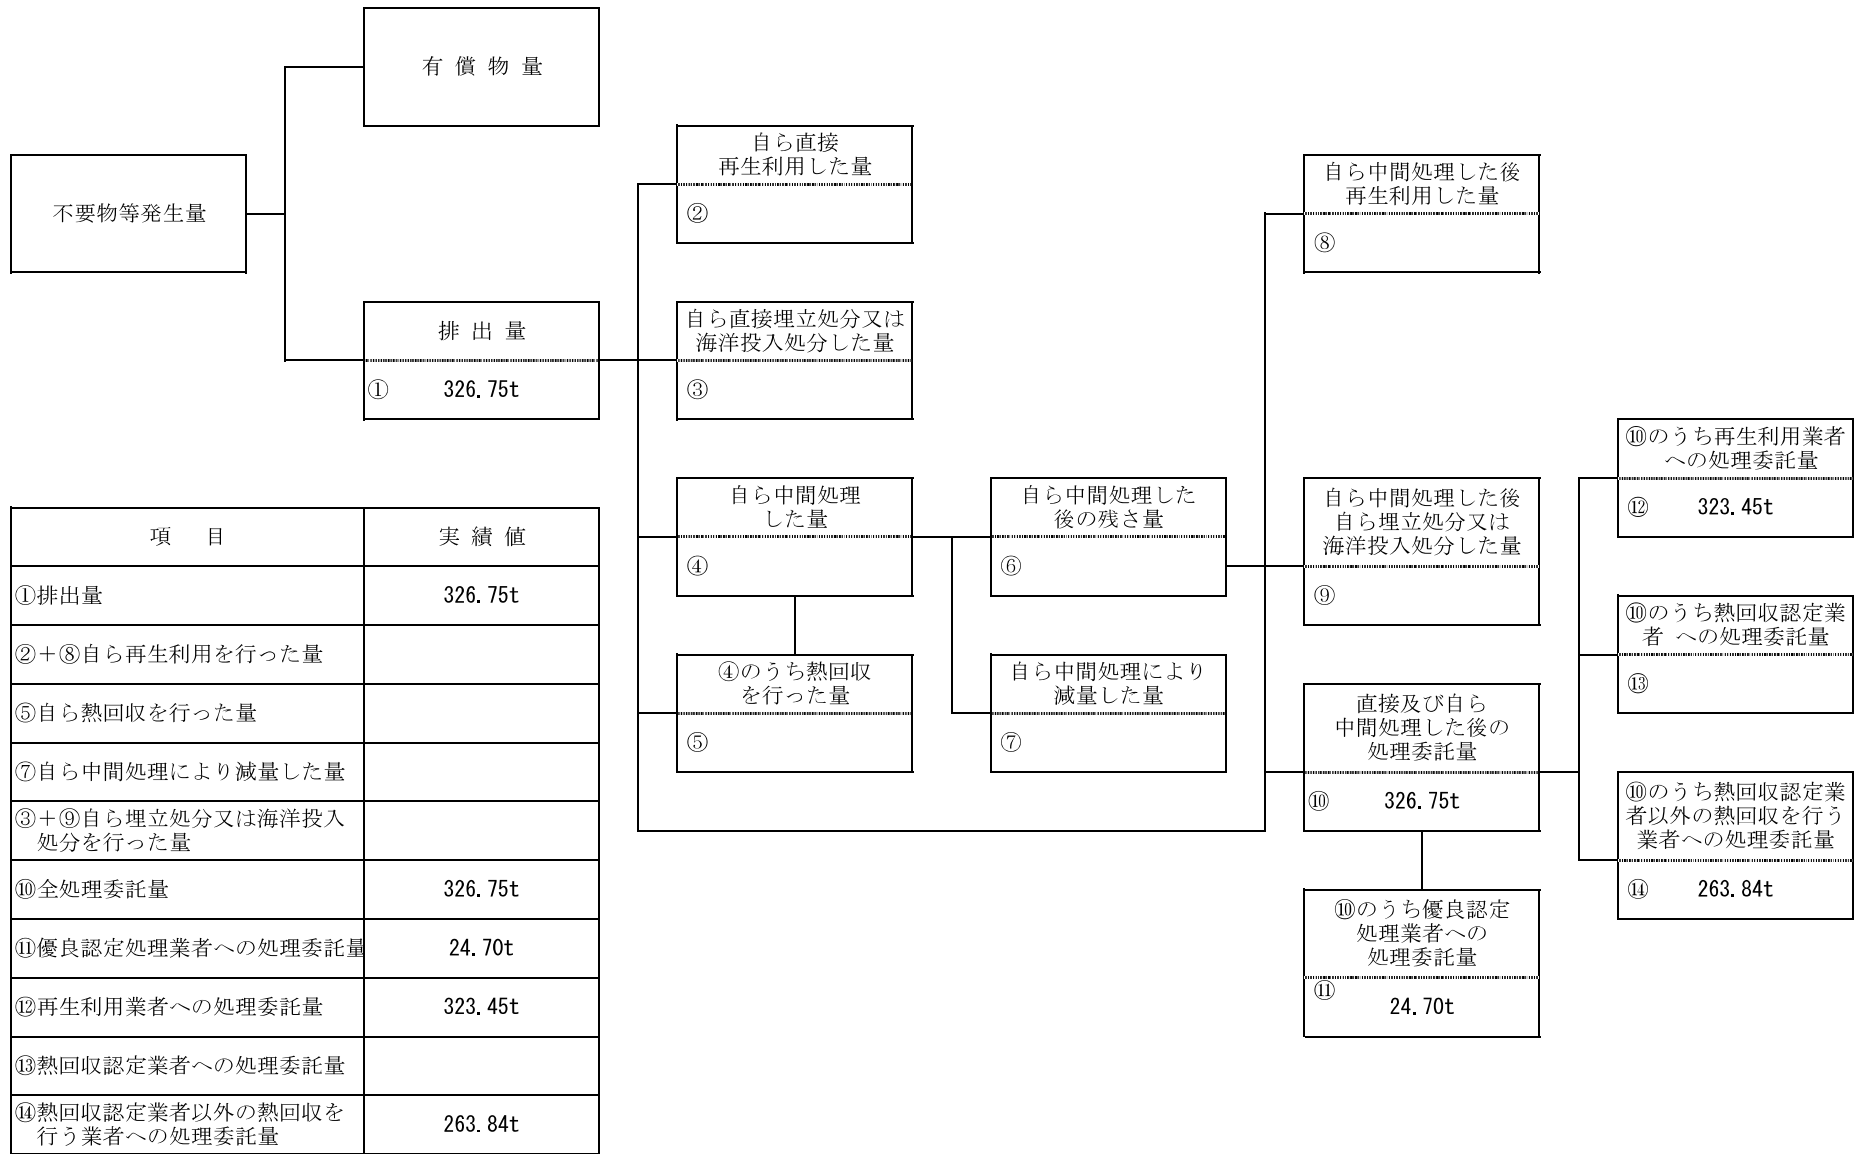 有 償 物 量
不要物等発生量
排 出 量
① 326.75t
自ら直接
再生利用した量
②
自ら直接埋立処分又は
海洋投入処分した量
③
自ら中間処理
した量
④
④のうち熱回収
を行った量
⑤
自ら中間処理した
後の残さ量
⑥
自ら中間処理により
減量した量
⑦
自ら中間処理した後
再生利用した量
⑧
自ら中間処理した後
自ら埋立処分又は
海洋投入処分した量
⑨
直接及び自ら
中間処理した後の
処理委託量
⑩ 326.75t
⑩のうち優良認定
処理業者への
処理委託量
⑪ 24.70t
⑩のうち再生利用業者
への処理委託量
⑫ 323.45t
⑩のうち熱回収認定業
者 への処理委託量
⑬
⑩のうち熱回収認定業
者以外の熱回収を行う
業者への処理委託量
⑭ 263.84t
項 目 実 績 値
①排出量 326.75t
②＋⑧自ら再生利用を行った量
⑤自ら熱回収を行った量
⑦自ら中間処理により減量した量
③＋⑨自ら埋立処分又は海洋投入
処分を行った量
⑩全処理委託量 326.75t
⑪優良認定処理業者への処理委託量 24.70t
⑫再生利用業者への処理委託量 323.45t
⑬熱回収認定業者への処理委託量
⑭熱回収認定業者以外の熱回収を
行う業者への処理委託量 263.84t